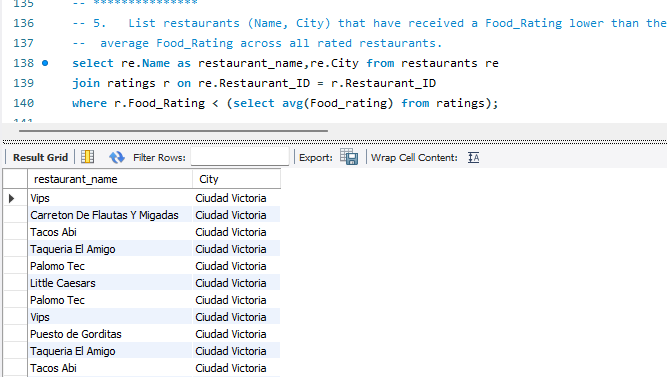 135 -- ***************
136 -- 5. List restaurants (Name, City) that have received a Food_Rating lower than the
137 -- average Food_Rating across all rated restaurants.
138 select re.Name as restaurant_name,re.City from restaurants re
139 join ratings r on re.Restaurant_ID = r.Restaurant_ID
140 where r.Food_Rating < (select avg(Food_rating) from ratings);
141
Result Grid Filter Rows: Export: Wrap Cell Content: IA
restaurant_name City
Vips Ciudad Victoria
Carreton De Flautas Y Migadas Ciudad Victoria
Tacos Abi Ciudad Victoria
Taqueria El Amigo Ciudad Victoria
Palomo Tec Ciudad Victoria
Little Caesars Ciudad Victoria
Palomo Tec Ciudad Victoria
Vips Ciudad Victoria
Puesto de Gorditas Ciudad Victoria
Taqueria El Amigo Ciudad Victoria
Tacos Abi Ciudad Victoria